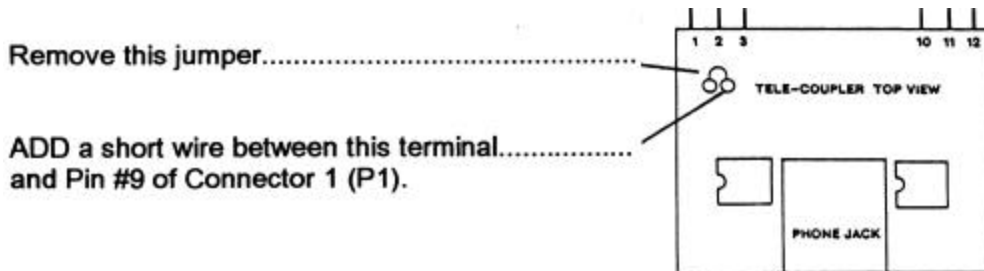 1 2 3 10 11 12
Remove this jumper............................................
TELE-COUPLER TOP VIEW
ADD a short wire between this terminal.................
and Pin #9 of Connector 1 (P1).
PHONE JACK